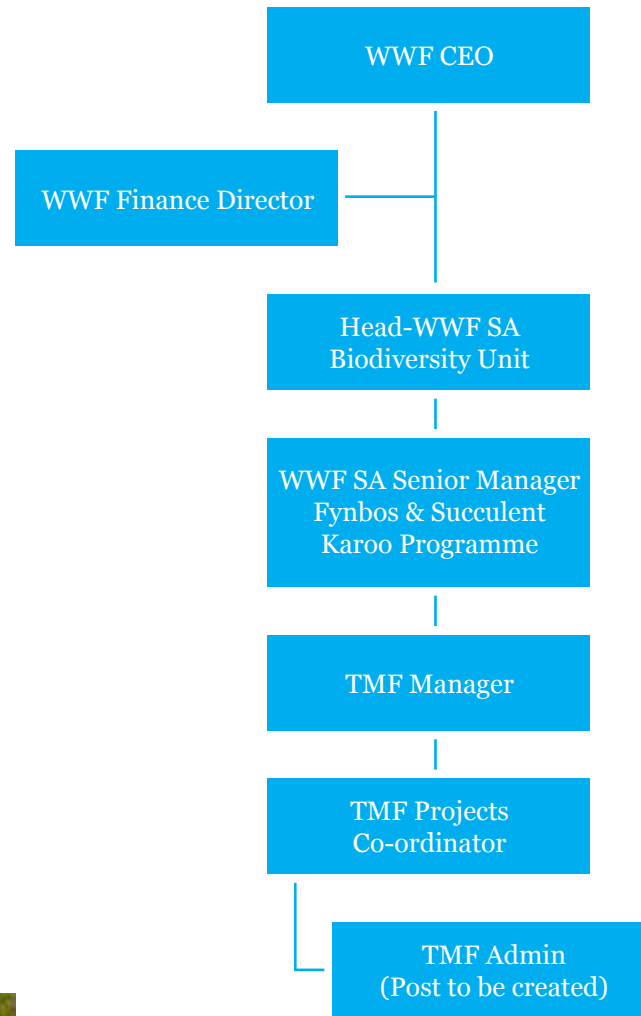 WWF CEO
WWF Finance Director
Head-WWF SA
Biodiversity Unit
WWF SA Senior Manager
Fynbos & Succulent
Karoo Programme
TMF Manager
TMF Projects
Co-ordinator
TMF Admin
(Post to be created)